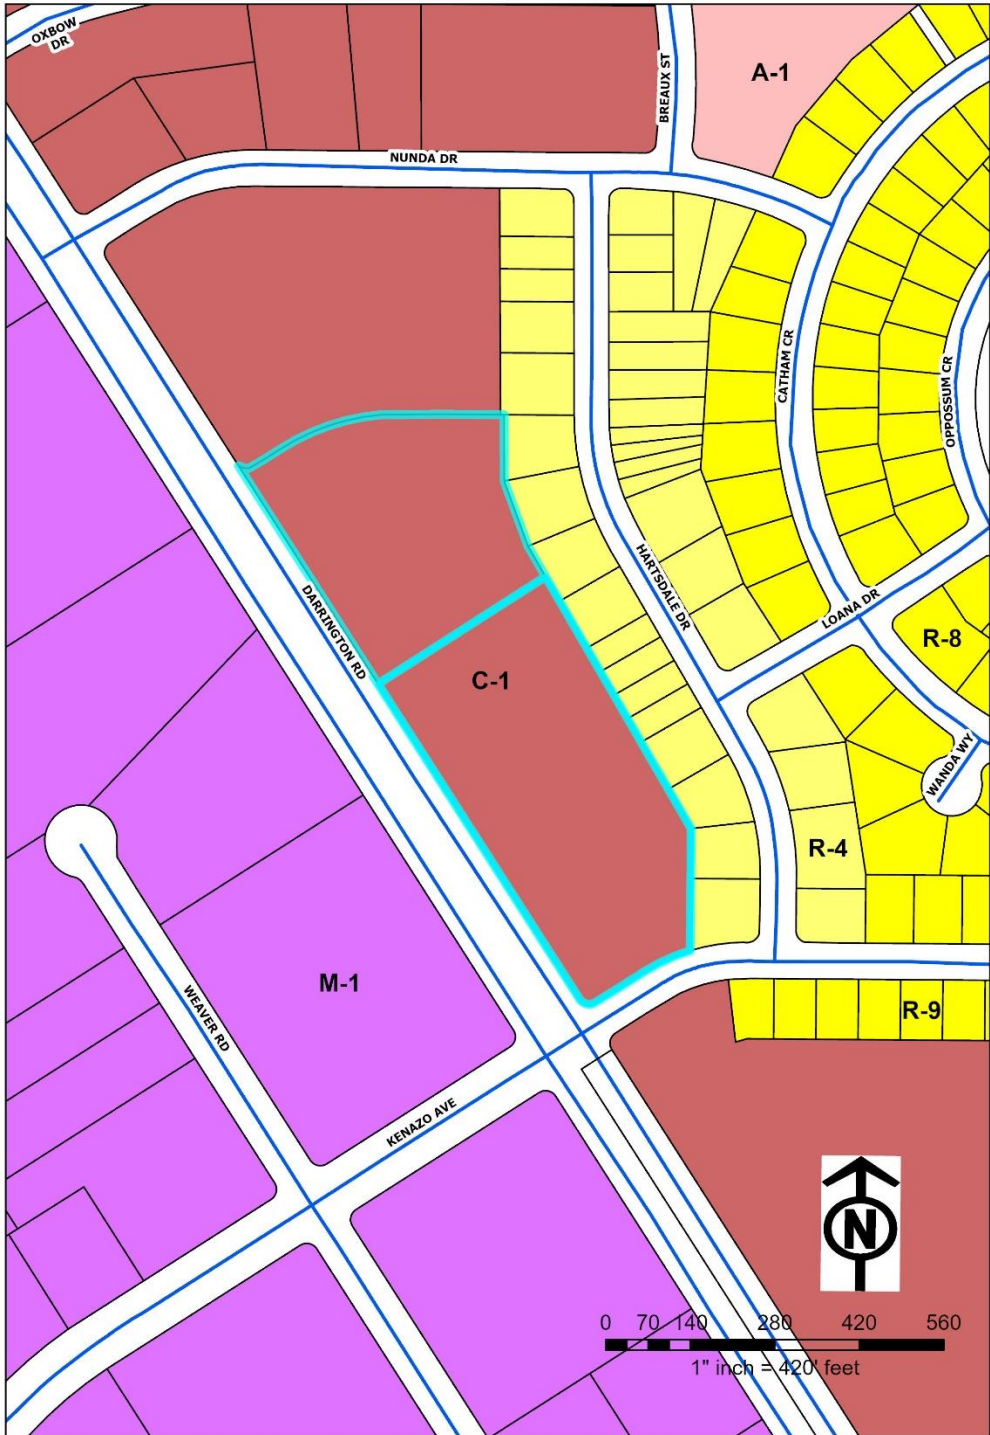 OXBOW
DR
BREAUX ST
A-1
NUNDA DR
CATHAM CR
OPPOSSUM CR
HARTSDALE DR
DARRINGTON RD
LOANA DR
R-8
C-1
WANDA WY
R-4
M-1
WEAVER RD
R-9
KENAZO AVE
N
0 70 140 280 420 560
1" inch = 420' feet